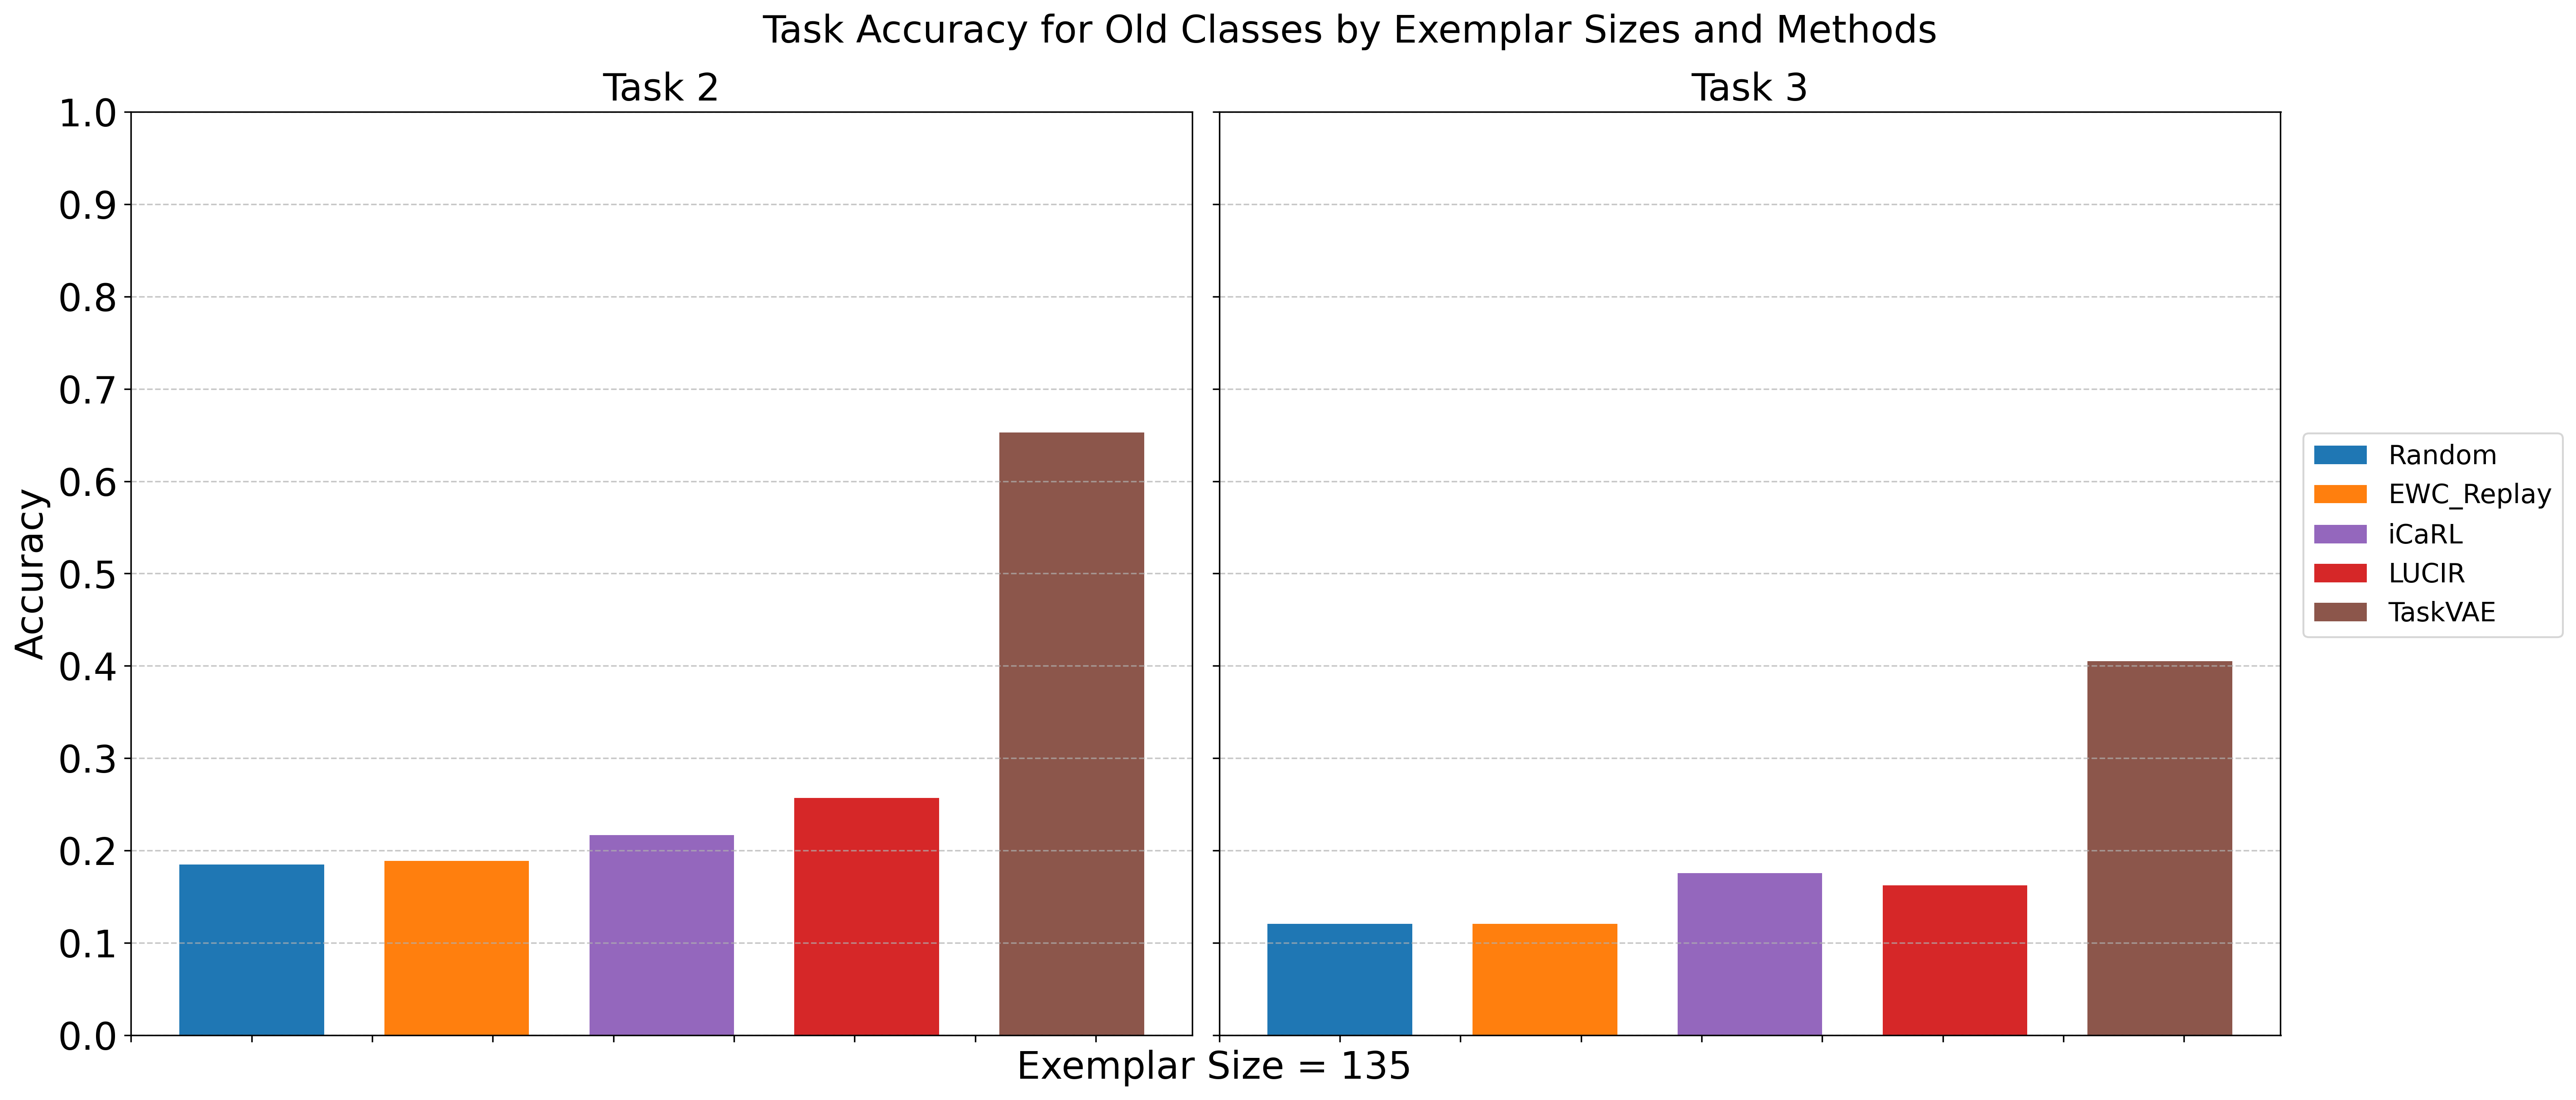 Task Accuracy for Old Classes by Exemplar Sizes and Methods
Task 2
Task 3
Accuracy
1.0
0.9
0.8
0.7
0.6
0.5
0.4
0.3
0.2
0.1
0.0
Exemplar Size = 135
Random
EWC_Replay
iCaRL
LUCIR
TaskVAE